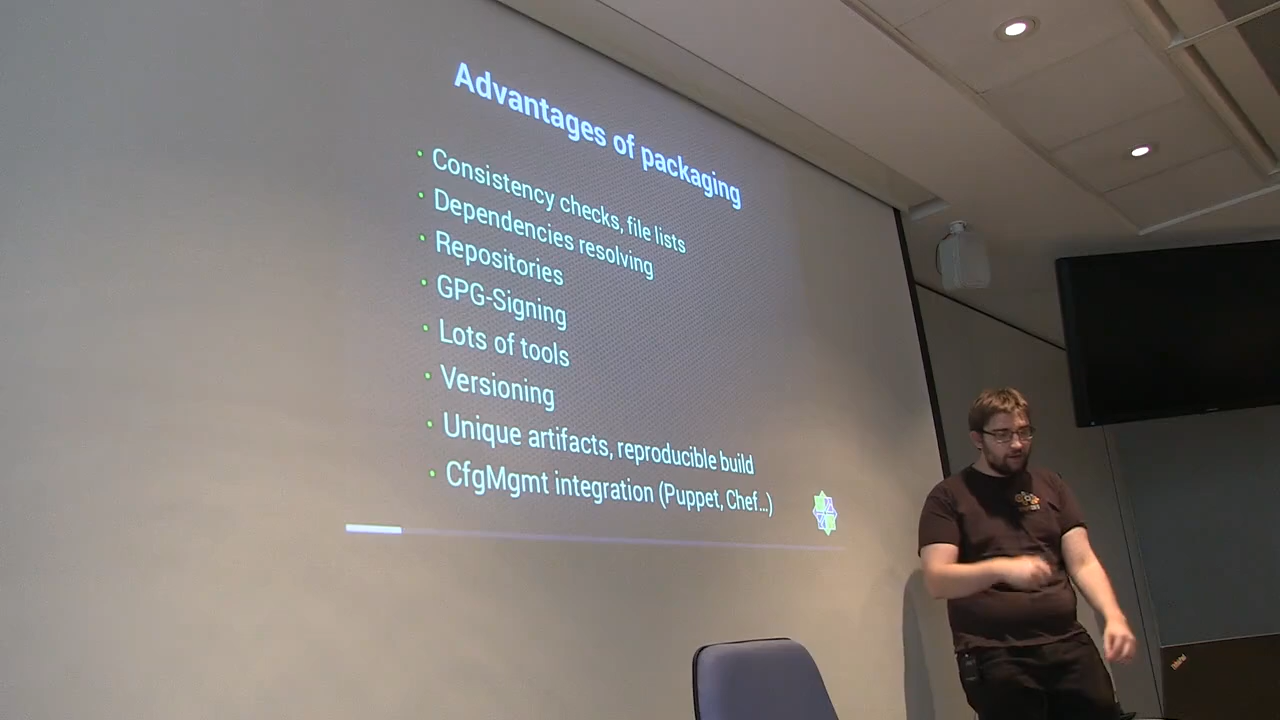 Advantages of packaging
Consistency checks, file lists
Dependencies resolving
Repositories
GPG-Signing
Lots of tools
Versioning
Unique artifacts, reproducible build
CfgMgmt integration (Puppet, Chef...)
ThinkPad